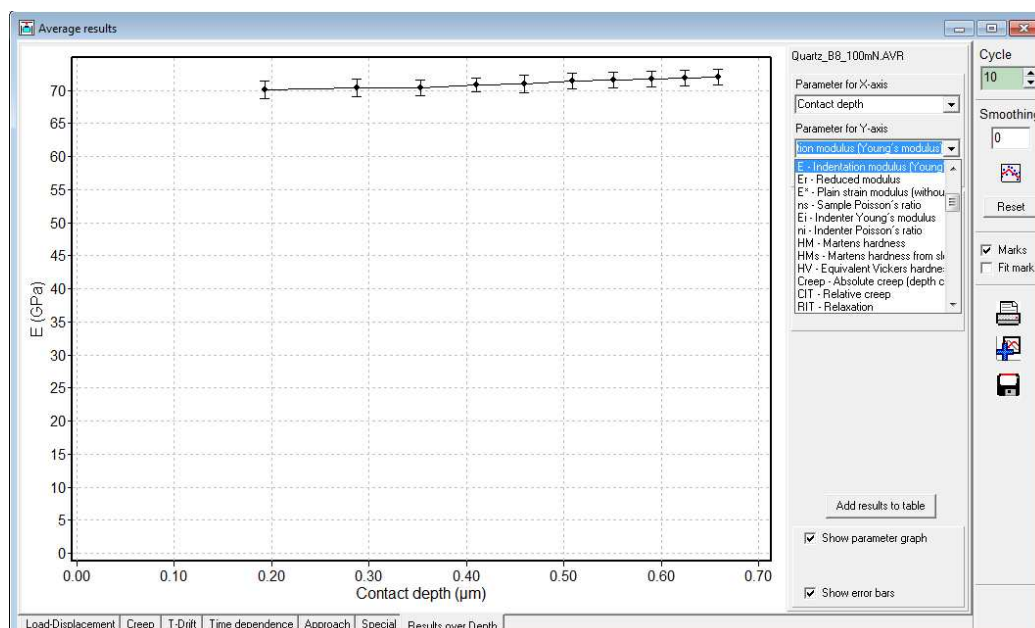 Average results
70
65
60
55
50
45
40
35
30
25
20
15
10
5
0
E (GPa)
0.00 0.10 0.20 0.30 0.40 0.50 0.60 0.70
Contact depth (µm)
Quartz_B8_100mN.AVR
Parameter for X-axis
Contact depth
Parameter for Y-axis
tion modulus (Young's modulus)
E - Indentation modulus (Young
Er - Reduced modulus
E* - Plain strain modulus (withou
ns - Sample Poisson's ratio
Ei - Indenter Young's modulus
ni - Indenter Poisson's ratio
HM - Martens hardness
HMs - Martens hardness from sl
HV - Equivalent Vickers hardne
Creep - Absolute creep (depth c
CIT - Relative creep
RIT - Relaxation
Add results to table
Show parameter graph
Show error bars
Cycle
10
Smoothing
0
Reset
Marks
Fit mark
Load-Displacement Creep T-Drift Time dependence Approach Special Results over Depth